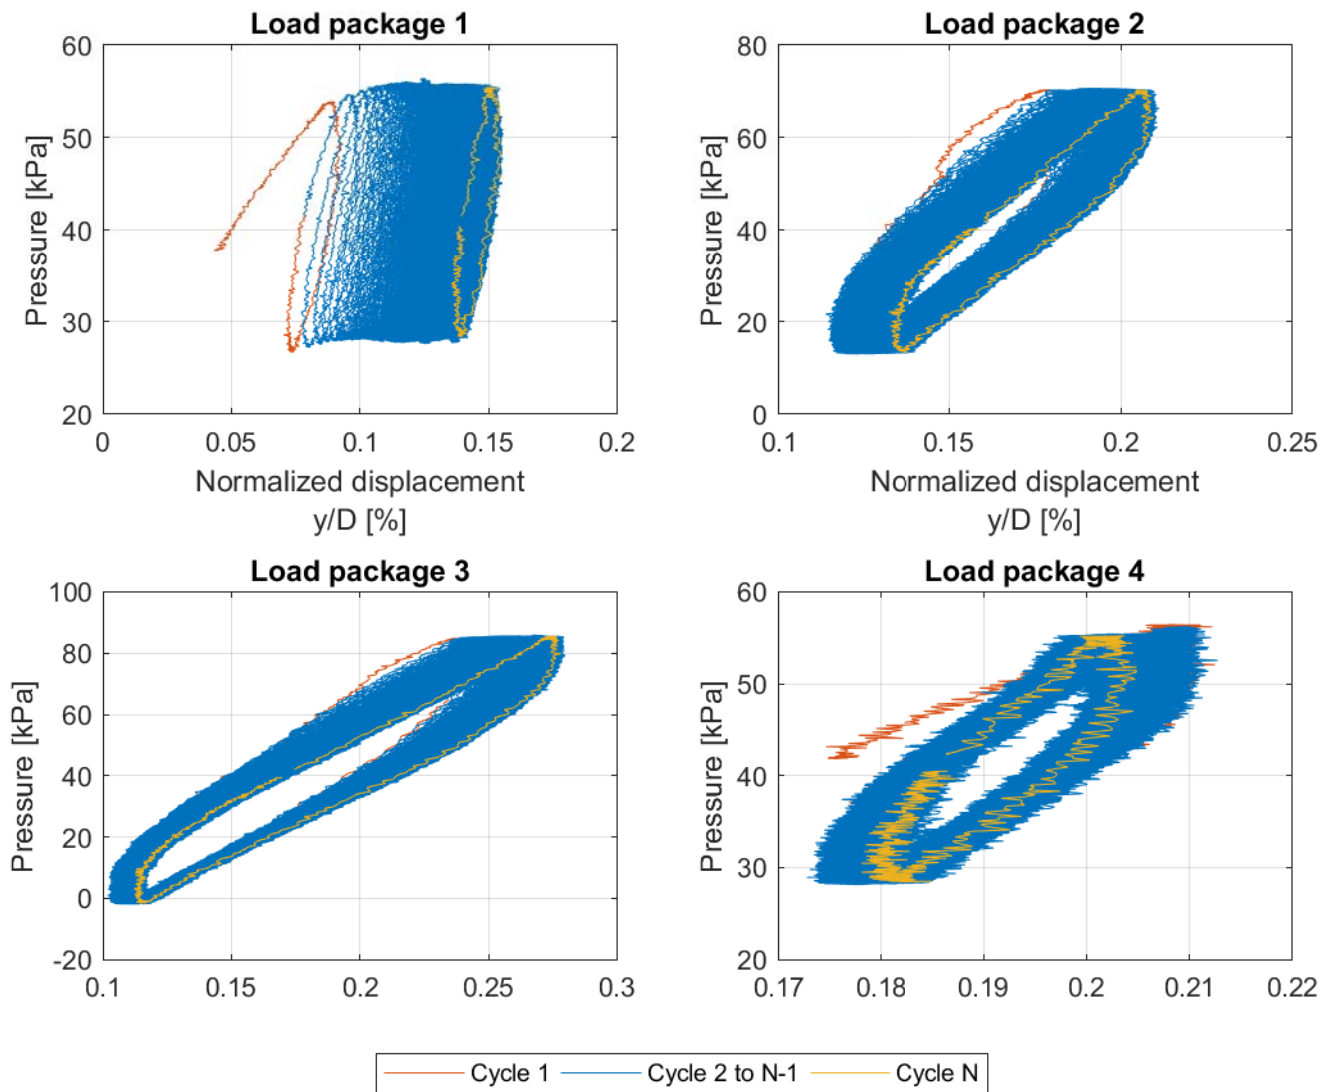 Load package 1
60
50
40
30
20
Pressure [kPa]
0
0.05
0.1
0.15
0.2
Normalized displacement
y/D [%]
Load package 2
80
60
40
20
0
Pressure [kPa]
0.1
0.15
0.2
0.25
Normalized displacement
y/D [%]
Load package 3
100
80
60
40
20
0
-20
Pressure [kPa]
0.1
0.15
0.2
0.25
0.3
Load package 4
60
50
40
30
20
Pressure [kPa]
0.17
0.18
0.19
0.2
0.21
0.22
Cycle 1
Cycle 2 to N-1
Cycle N